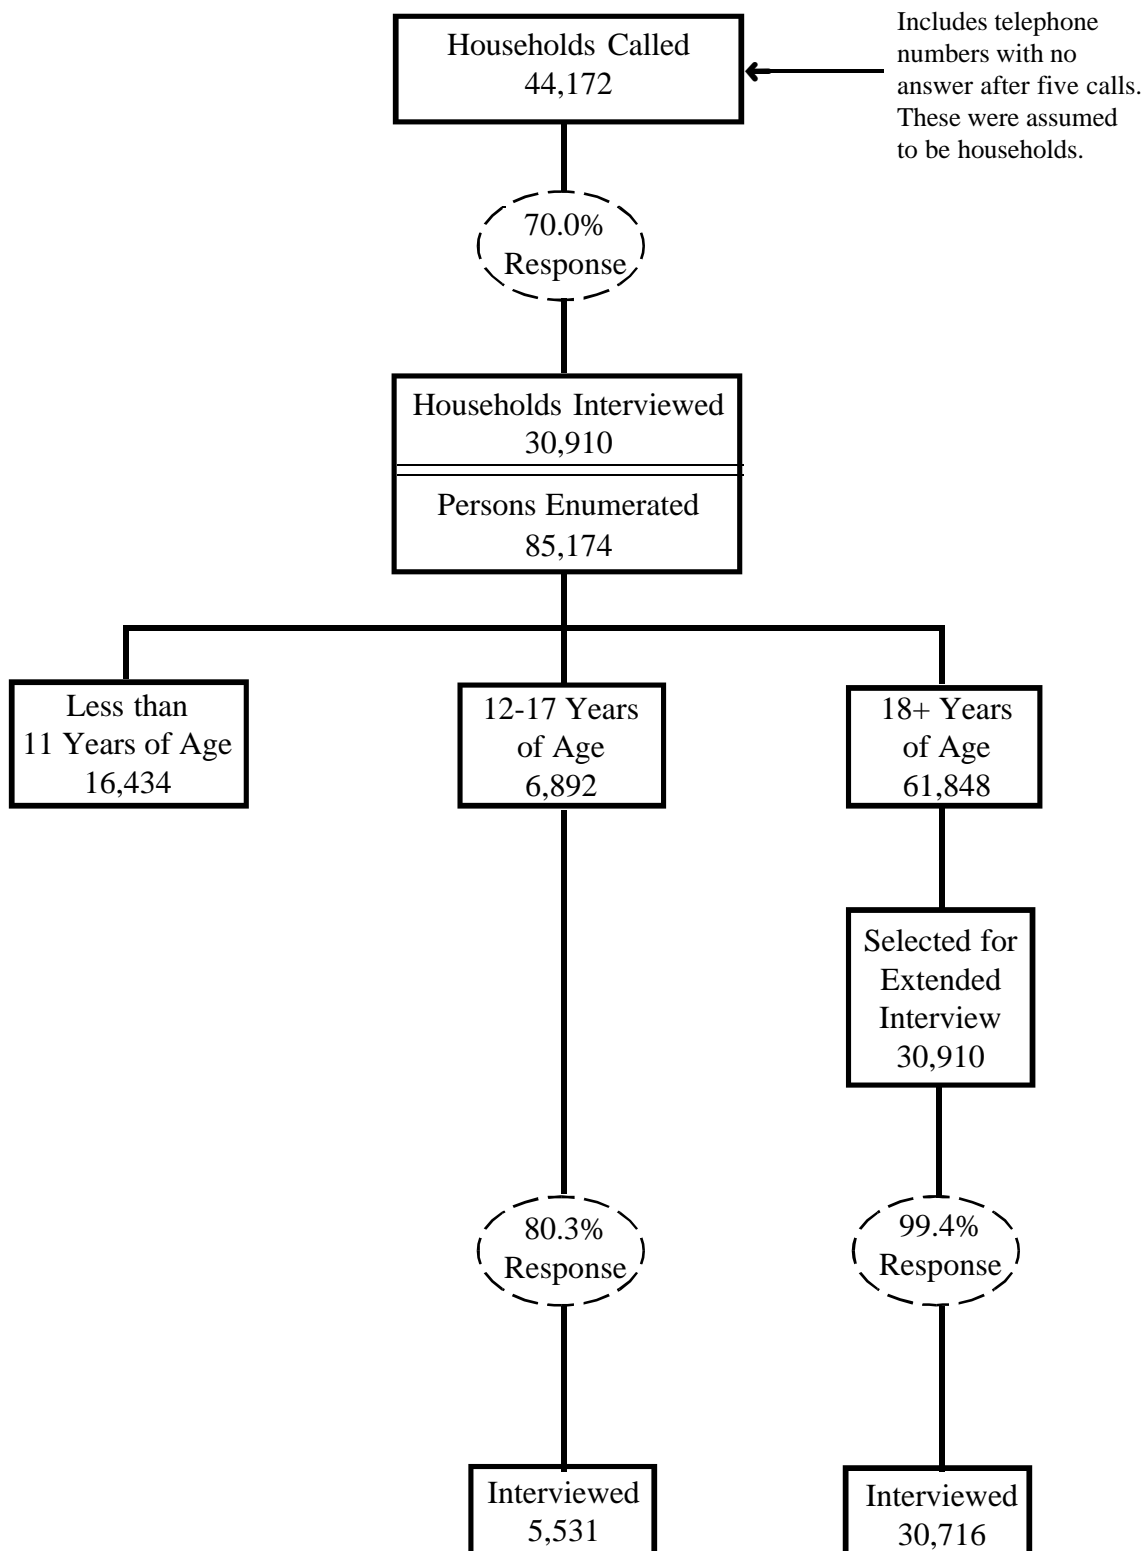 Households Called
44,172
Includes telephone
numbers with no
answer after five calls.
These were assumed
to be households.
70.0%
Response
Households Interviewed
30,910
Persons Enumerated
85,174
Less than
11 Years of Age
16,434
12-17 Years
of Age
6,892
18+ Years
of Age
61,848
Selected for
Extended
Interview
30,910
80.3%
Response
99.4%
Response
Interviewed
5,531
Interviewed
30,716